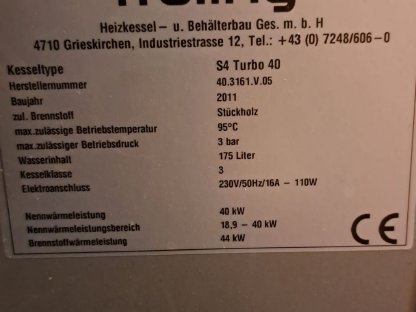 Heizkessel- u. Behälterbau Ges. m. b. H
4710 Grieskirchen, Industriestrasse 12, Tel.: +43 (0) 7248/606-0
Kesseltype S4 Turbo 40
Herstellernummer 40.3161.V.05
Baujahr 2011
zul. Brennstoff Stückholz
max.zulässige Betriebstemperatur 95°C
max.zulässiger Betriebsdruck 3 bar
Wasserinhalt 175 Liter
Kesselklasse 3
Elektroanschluss 230V/50Hz/16A - 110W
Nennwärmeleistung 40 kW
Nennwärmeleistungsbereich 18,9 - 40 kW
Brennstoffwärmeleistung 44 kW
CE